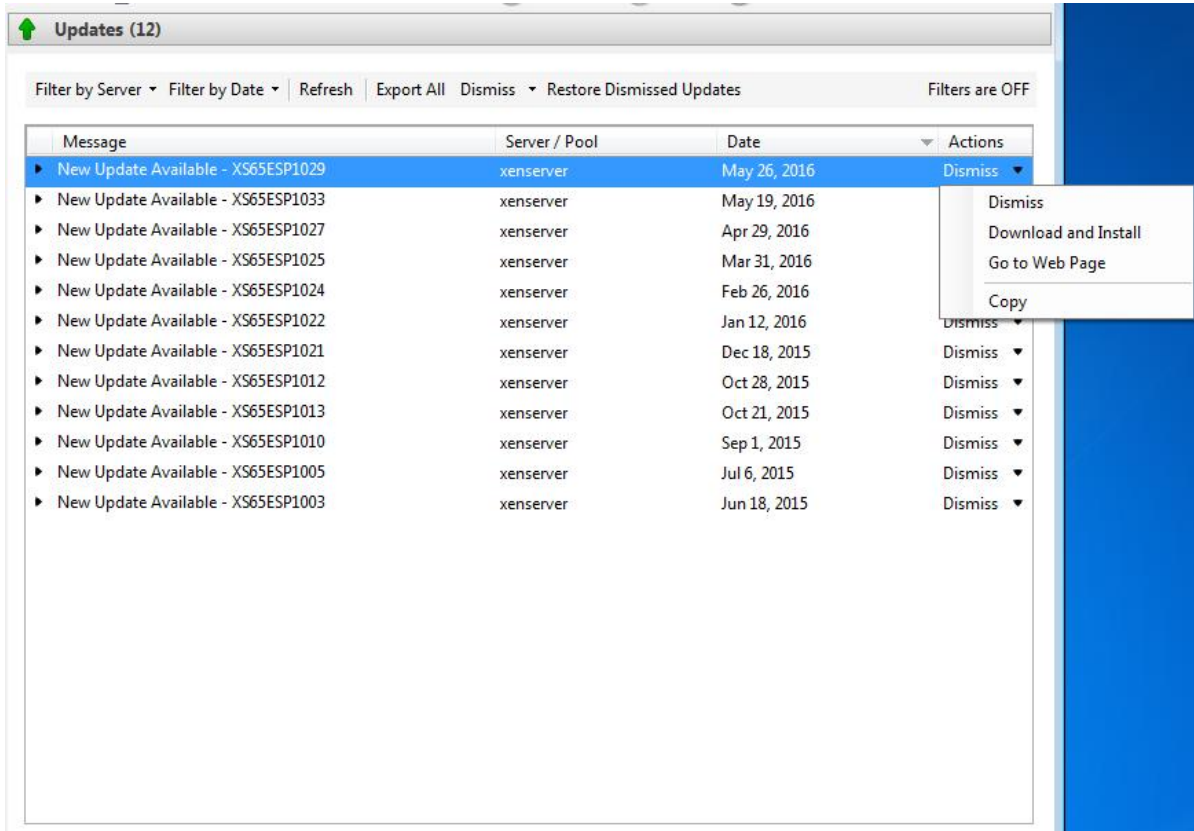 Updates (12)
Filter by Server Filter by Date Refresh Export All Dismiss Restore Dismissed Updates Filters are OFF
Message Server / Pool Date Actions
New Update Available - XS65ESP1029 xenserver May 26, 2016 Dismiss
New Update Available - XS65ESP1033 xenserver May 19, 2016 Dismiss
New Update Available - XS65ESP1027 xenserver Apr 29, 2016 Download and Install
New Update Available - XS65ESP1025 xenserver Mar 31, 2016 Go to Web Page
New Update Available - XS65ESP1024 xenserver Feb 26, 2016 Copy
New Update Available - XS65ESP1022 xenserver Jan 12, 2016 Dismiss
New Update Available - XS65ESP1021 xenserver Dec 18, 2015 Dismiss
New Update Available - XS65ESP1012 xenserver Oct 28, 2015 Dismiss
New Update Available - XS65ESP1013 xenserver Oct 21, 2015 Dismiss
New Update Available - XS65ESP1010 xenserver Sep 1, 2015 Dismiss
New Update Available - XS65ESP1005 xenserver Jul 6, 2015 Dismiss
New Update Available - XS65ESP1003 xenserver Jun 18, 2015 Dismiss